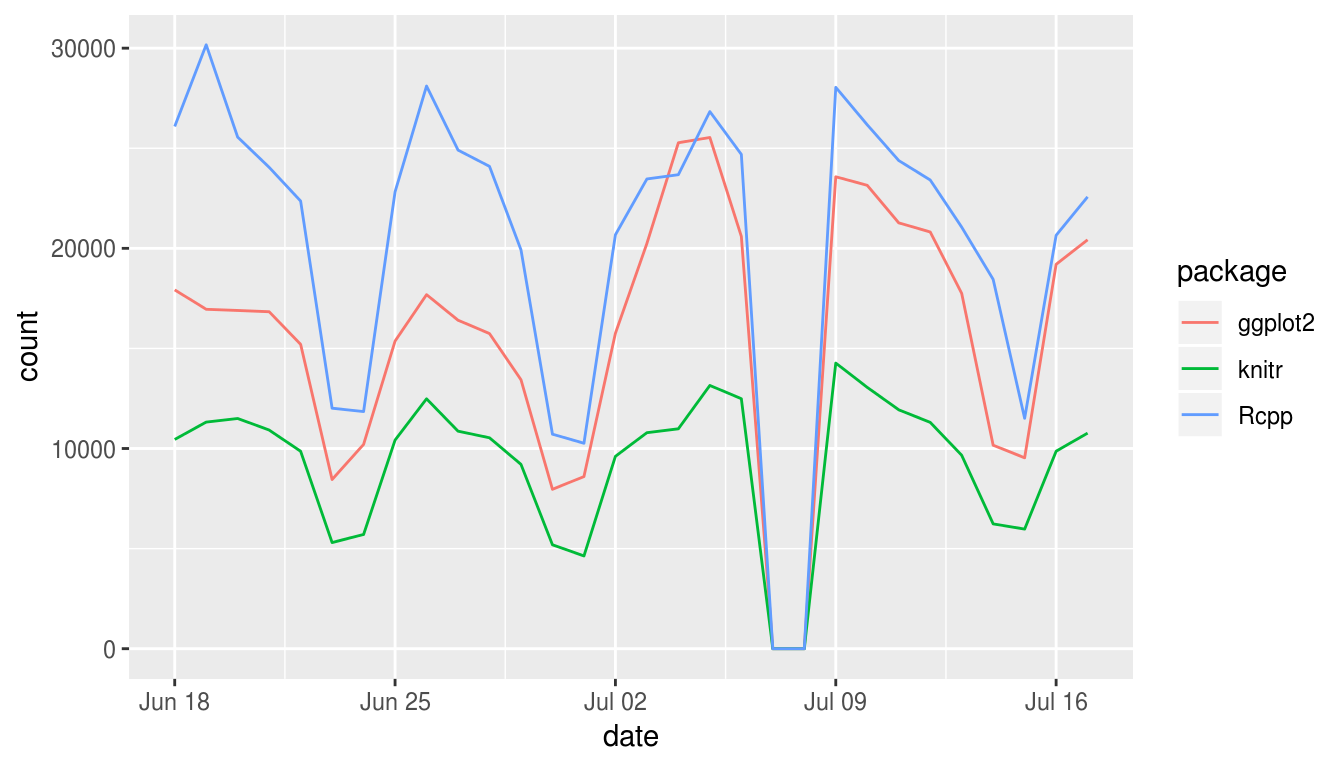 30000
20000
10000
0
count
Jun 18
Jun 25
Jul 02
Jul 09
Jul 16
date
package
ggplot2
knitr
Rcpp